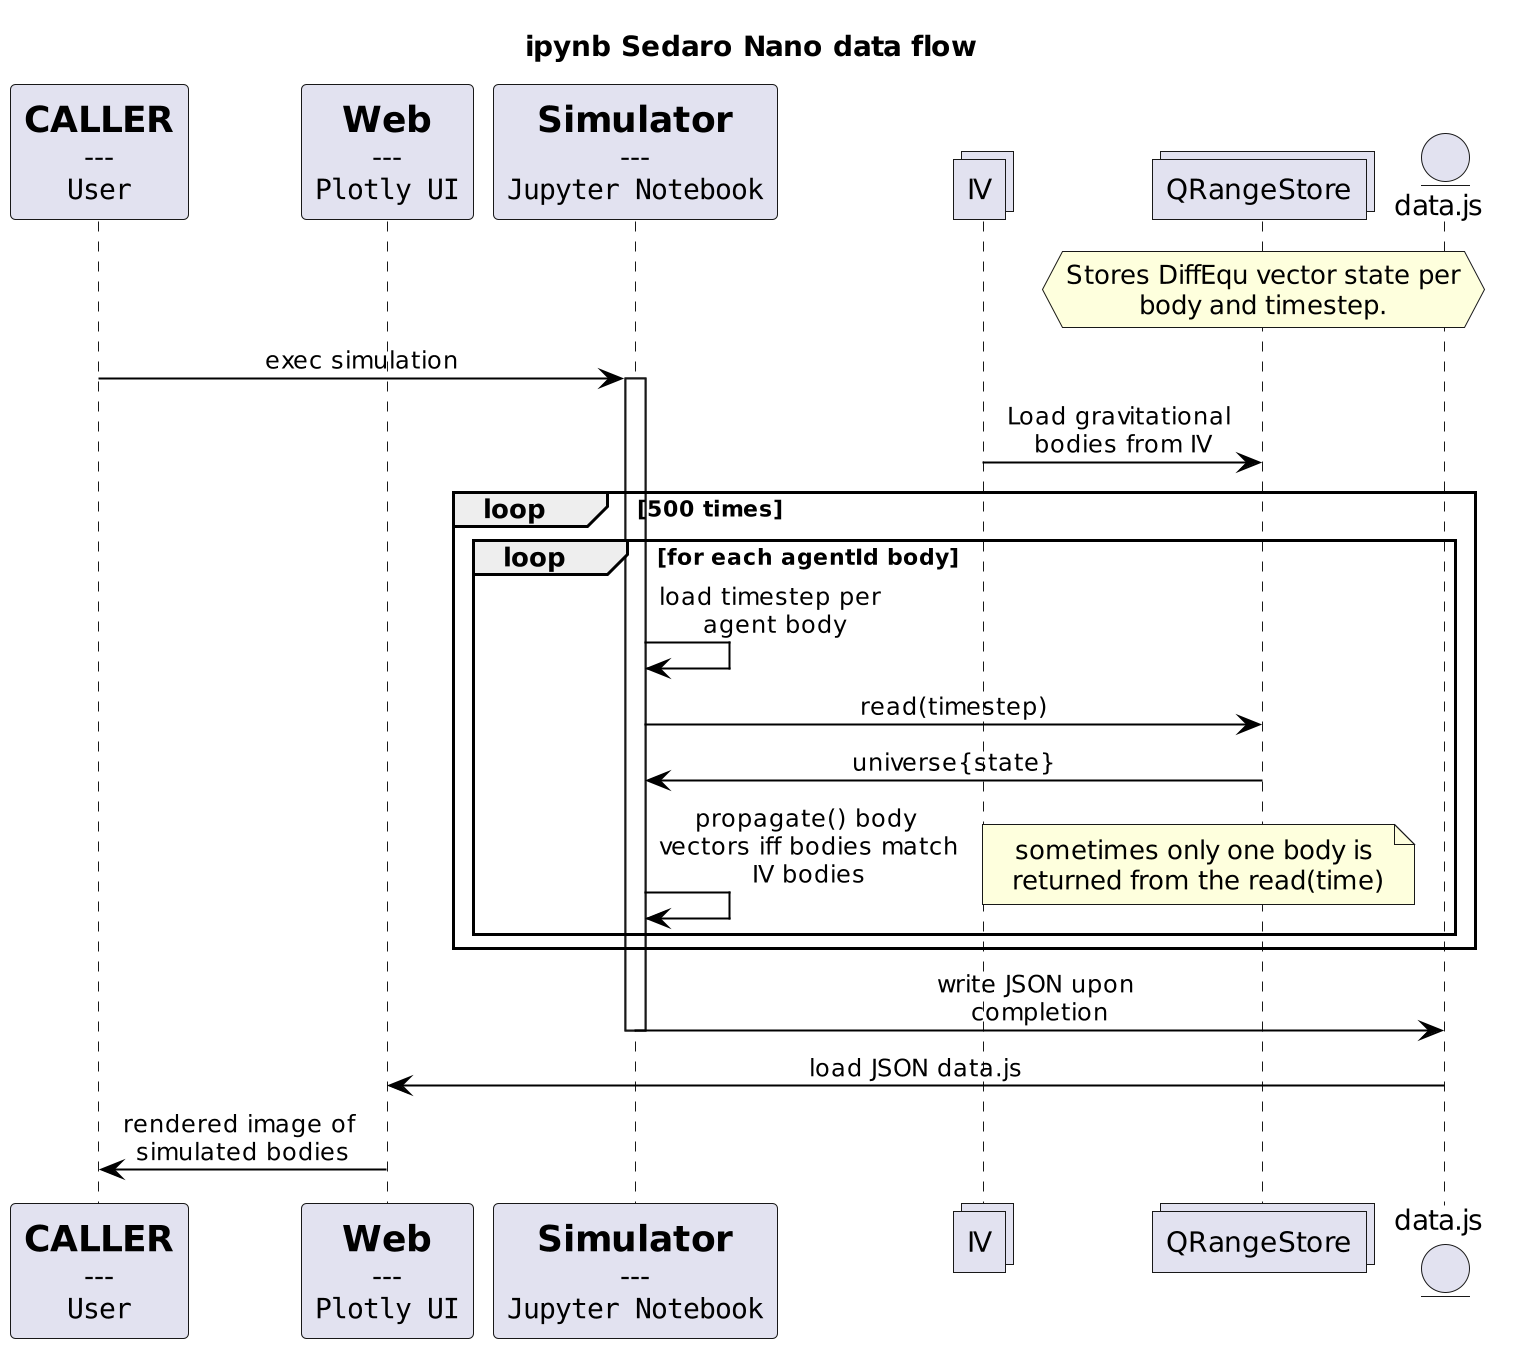 ipynb Sedaro Nano data flow
CALLER
---
User
Web
---
Plotly UI
Simulator
---
Jupyter Notebook
IV
QRangeStore
data.js
Stores DiffEqu vector state per
body and timestep.
exec simulation
Load gravitational
bodies from IV
loop
[500 times]
loop
[for each agentId body]
load timestep per
agent body
read(timestep)
universe{state}
propagate() body
vectors iff bodies match
IV bodies
sometimes only one body is
returned from the read(time)
write JSON upon
completion
load JSON data.js
rendered image of
simulated bodies
CALLER
---
User
Web
---
Plotly UI
Simulator
---
Jupyter Notebook
IV
QRangeStore
data.js